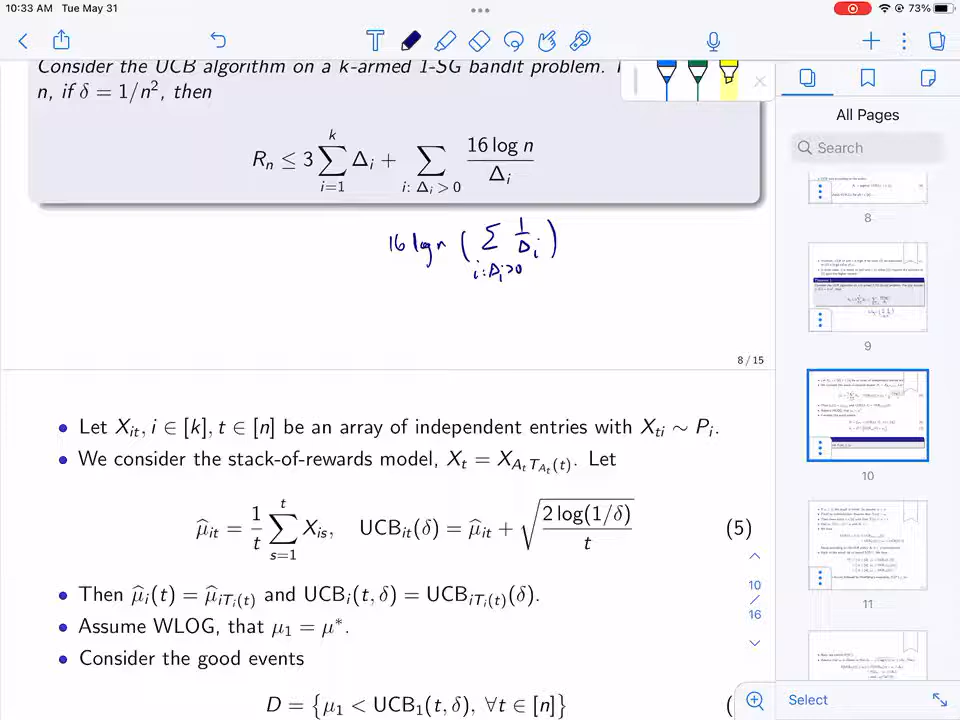 10:33 AM Tue May 31 73%
Consider the UCB algorithm on a k-armed 1-SG bandit problem.
n, if δ = 1/n², then
R_n ≤ 3 ∑_{i=1}^{k} Δ_i + ∑_{i: Δ_i > 0} 16 log n / Δ_i
16 log n ( ∑_{i:Δ_i>0} 1/Δ_i )
8 / 15
• Let X_{it}, i ∈ [k], t ∈ [n] be an array of independent entries with X_{ti} ∼ P_i.
• We consider the stack-of-rewards model, X_t = X_{A_t T_{A_t}(t)}. Let
μ̂_{it} = 1/t ∑_{s=1}^{t} X_{is}, UCB_{it}(δ) = μ̂_{it} + √(2 log(1/δ) / t) (5)
• Then μ̂_i(t) = μ̂_{iT_i(t)} and UCB_i(t, δ) = UCB_{iT_i(t)}(δ).
• Assume WLOG, that μ_1 = μ*.
• Consider the good events
D = {μ_1 < UCB_1(t, δ), ∀t ∈ [n]}
10
/
16
All Pages
Search
8
9
10
11
Select